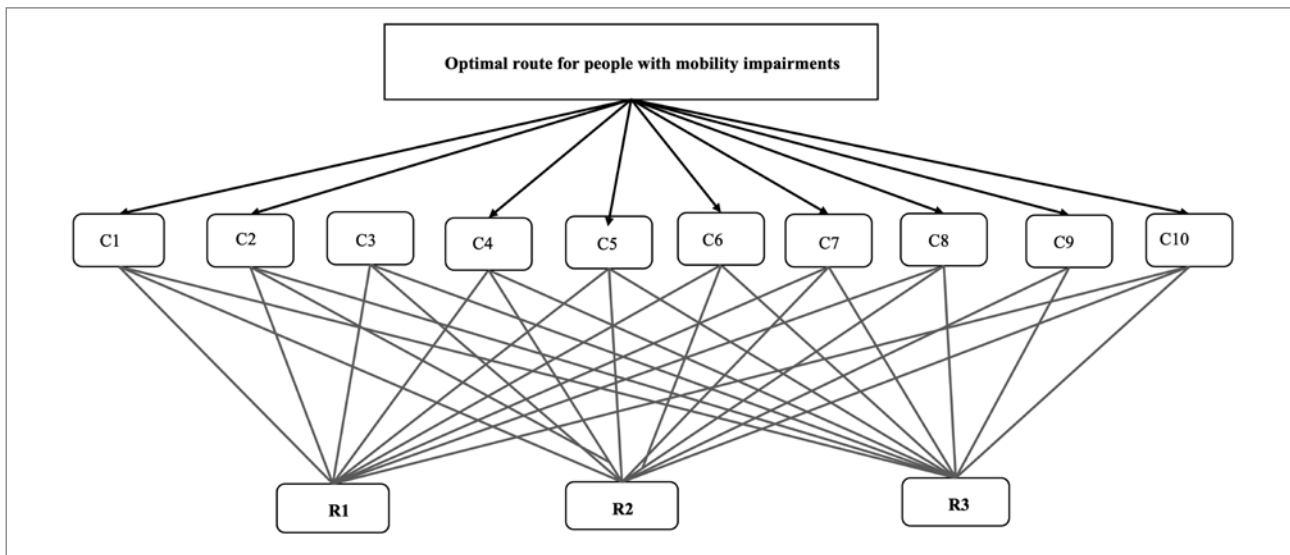 Optimal route for people with mobility impairments
C1 C2 C3 C4 C5 C6 C7 C8 C9 C10
R1 R2 R3